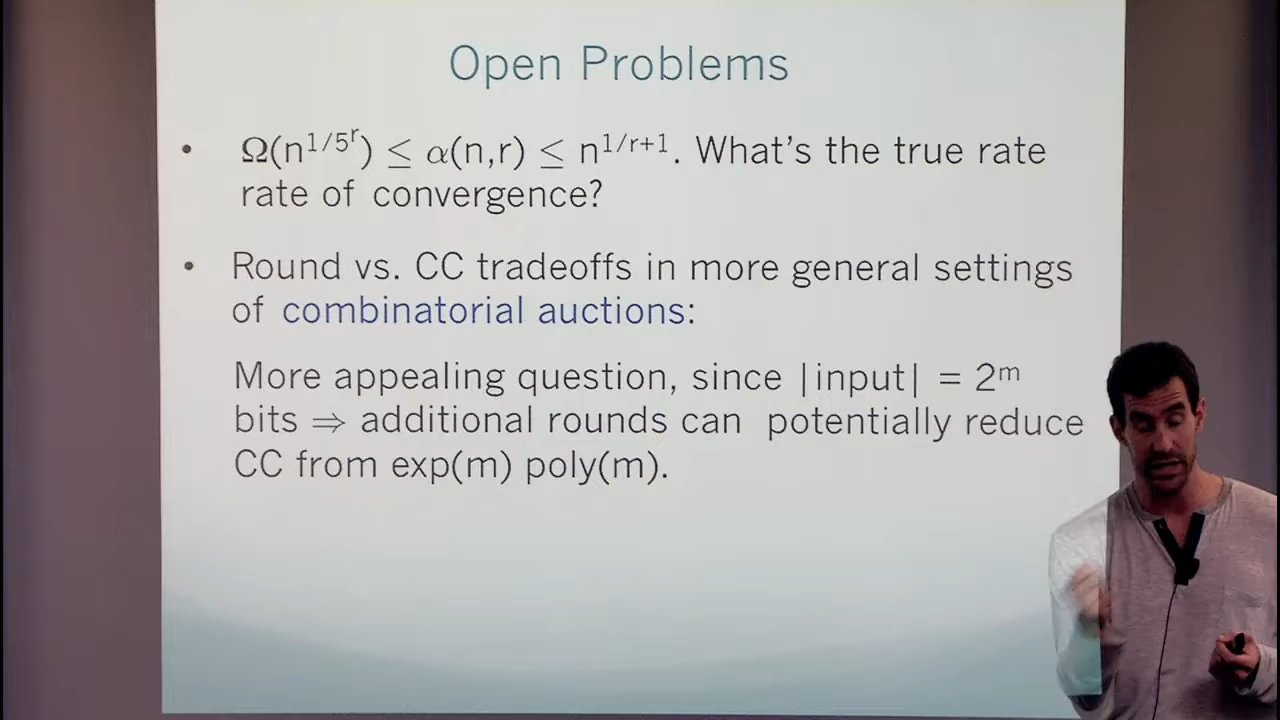 Open Problems
• Ω(n^{1/5^r}) ≤ α(n,r) ≤ n^{1/r+1}. What's the true rate
rate of convergence?
• Round vs. CC tradeoffs in more general settings
of combinatorial auctions:
More appealing question, since |input| = 2^m
bits ⇒ additional rounds can potentially reduce
CC from exp(m) poly(m).